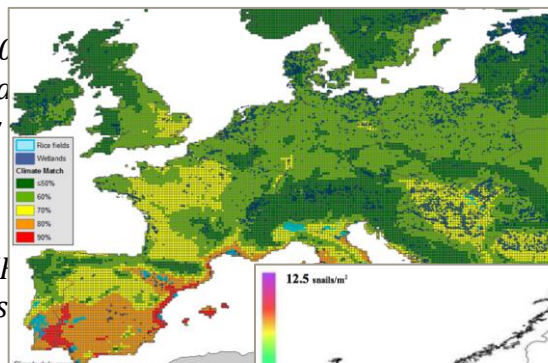 Rice fields
Wetlands
Climate Match
≤50%
60%
70%
80%
90%
12.5 snails/m²